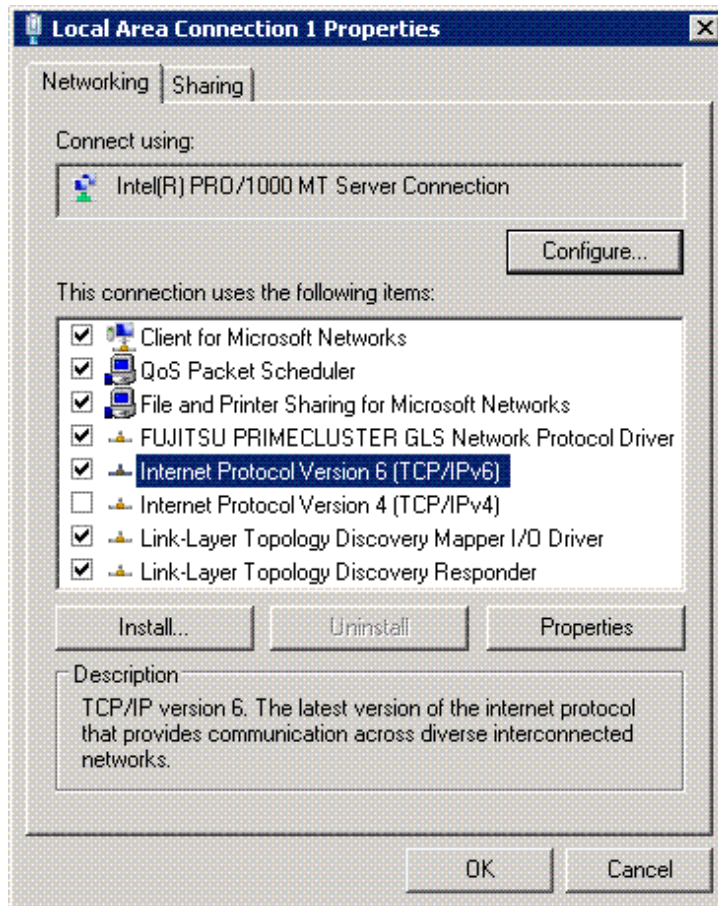 Local Area Connection 1 Properties
Networking
Sharing
Connect using:
Intel(R) PRO/1000 MT Server Connection
Configure...
This connection uses the following items:
Client for Microsoft Networks
QoS Packet Scheduler
File and Printer Sharing for Microsoft Networks
FUJITSU PRIMECLUSTER GLS Network Protocol Driver
Internet Protocol Version 6 (TCP/IPv6)
Internet Protocol Version 4 (TCP/IPv4)
Link-Layer Topology Discovery Mapper I/O Driver
Link-Layer Topology Discovery Responder
Install...
Uninstall
Properties
Description
TCP/IP version 6. The latest version of the internet protocol
that provides communication across diverse interconnected
networks.
OK
Cancel